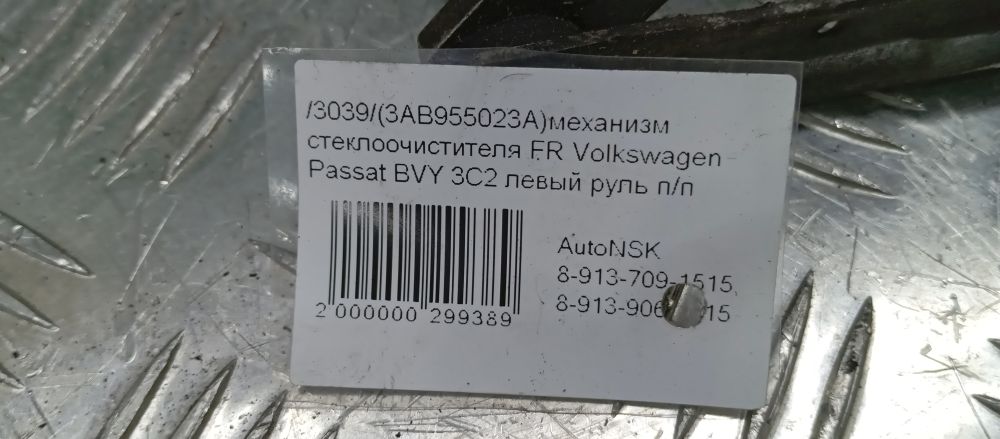 /3039/(3AB955023A)механизм
стеклоочистителя FR Volkswagen
Passat BVY 3C2 левый руль п/п
AutoNSK
8-913-709-1515
2 000000 299389